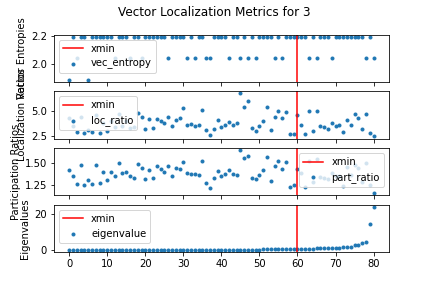 Vector Localization Metrics for 3
Vector Entropies
2.2
2.0
xmin
vec_entropy
Localization Ratios
5.0
2.5
xmin
loc_ratio
Participation Ratios
1.50
1.25
xmin
part_ratio
Eigenvalues
20
0
xmin
eigenvalue
0 10 20 30 40 50 60 70 80